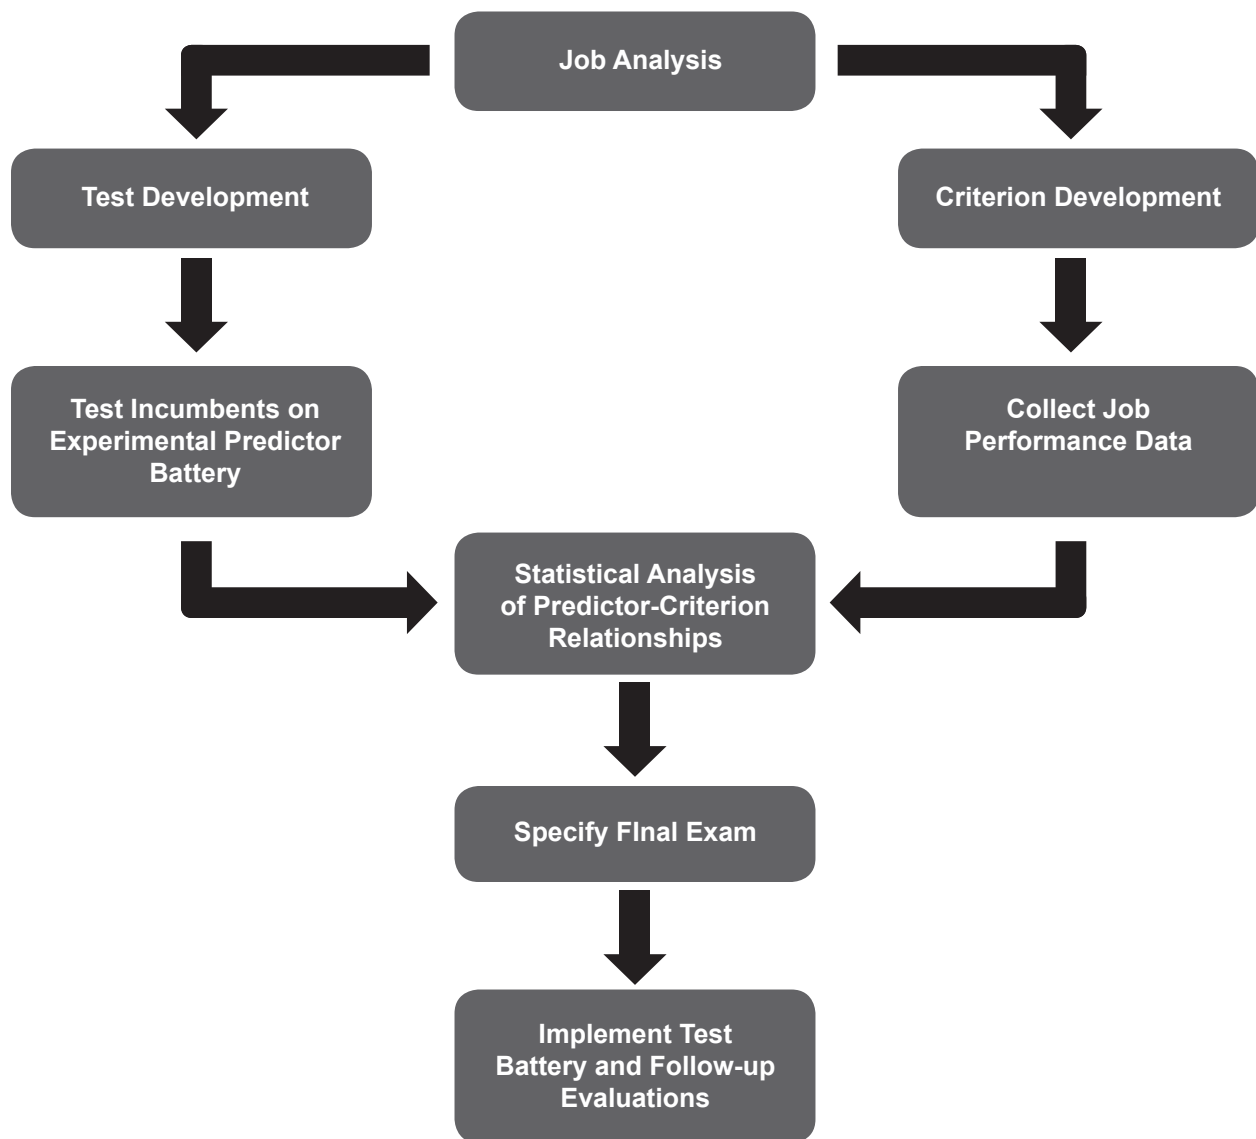 Job Analysis
Test Development
Criterion Development
Test Incumbents on
Experimental Predictor
Battery
Collect Job
Performance Data
Statistical Analysis
of Predictor-Criterion
Relationships
Specify FInal Exam
Implement Test
Battery and Follow-up
Evaluations